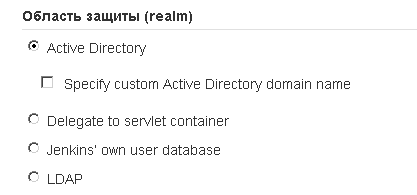 Область защиты (realm)
Active Directory
Specify custom Active Directory domain name
Delegate to servlet container
Jenkins' own user database
LDAP